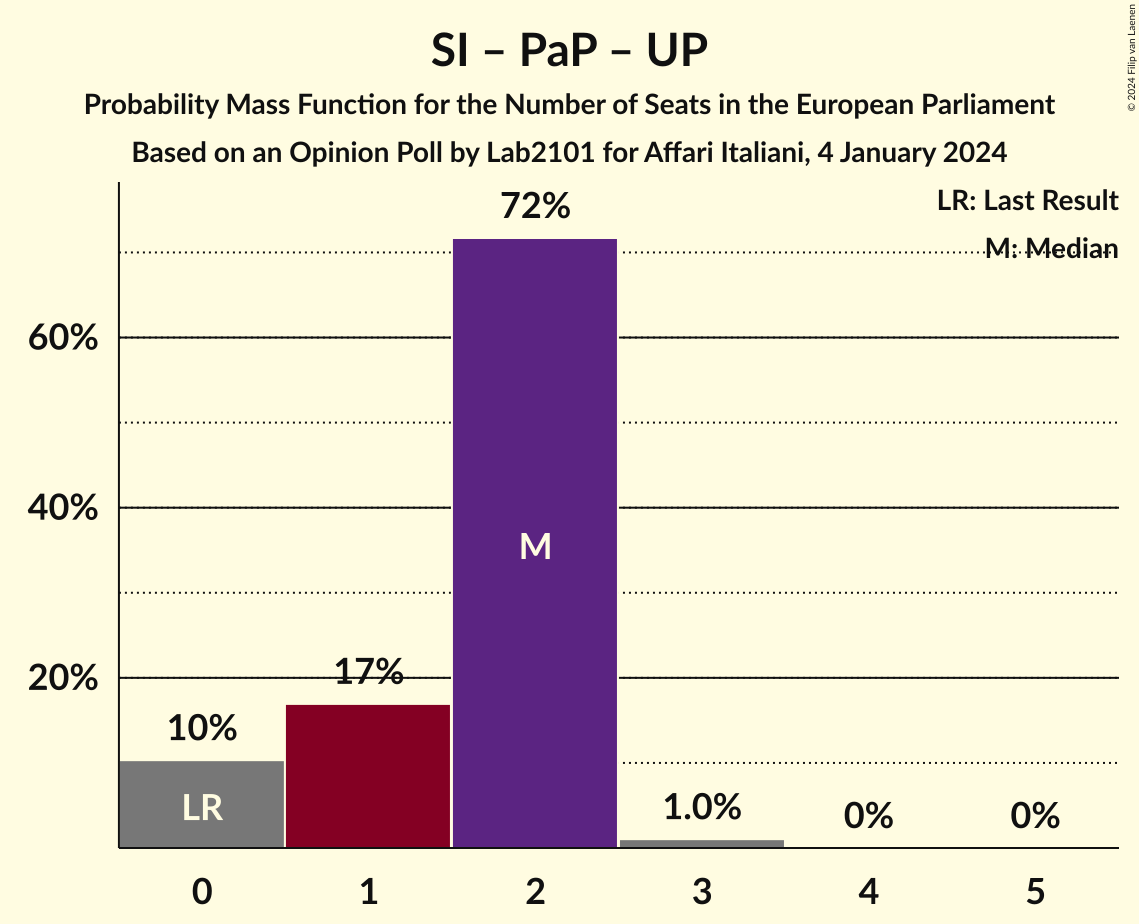 SI – PaP – UP
Probability Mass Function for the Number of Seats in the European Parliament
Based on an Opinion Poll by Lab2101 for Affari Italiani, 4 January 2024
© 2024 Filip van Laenen
LR: Last Result
M: Median
72%
60%
40%
M
20%
17%
10%
LR
1.0%
0%
0%
0
1
2
3
4
5